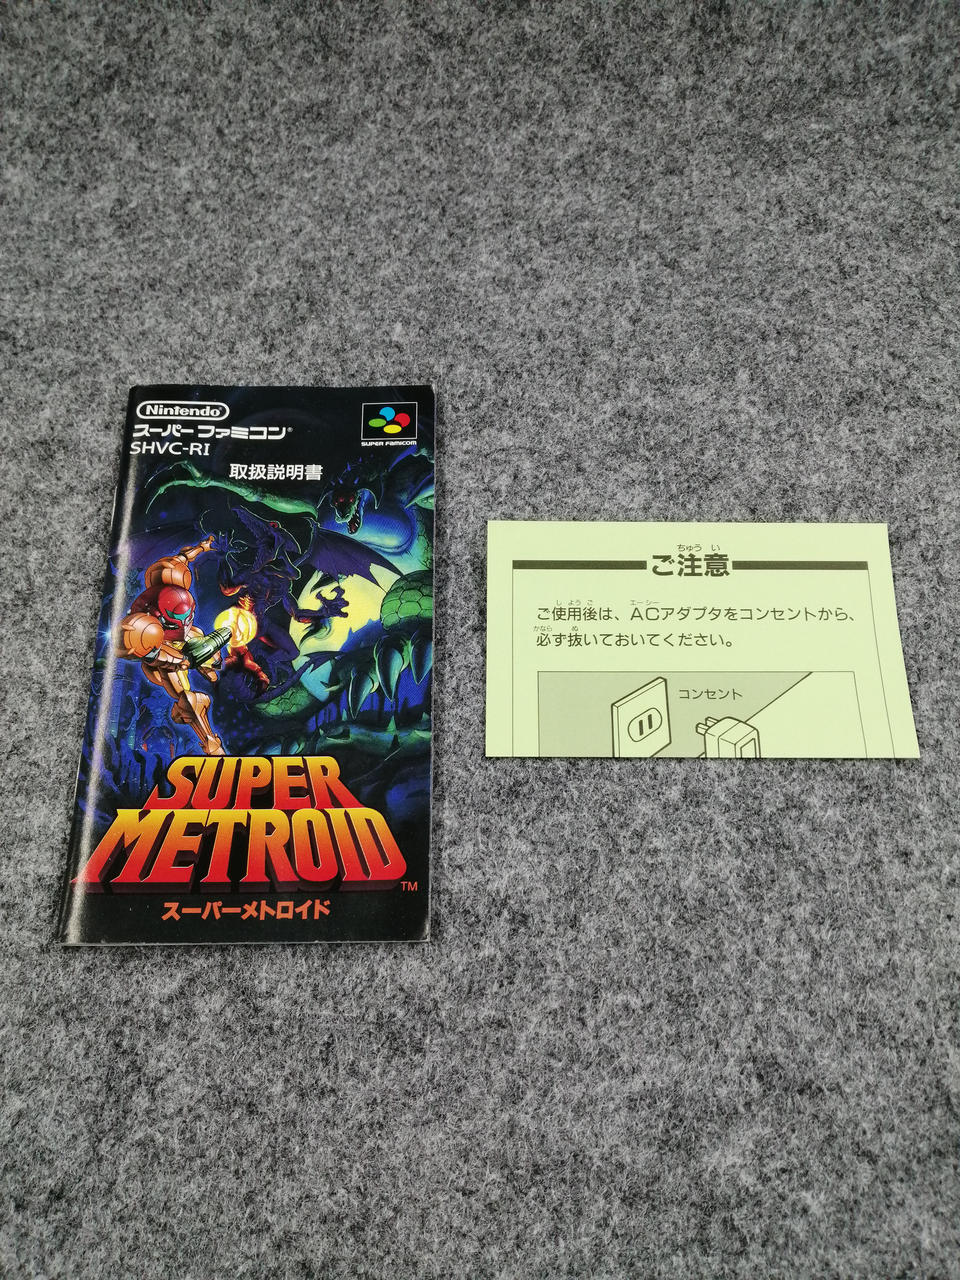 Nintendo®
スーパーファミコン®
SHVC-RI
SUPER FAMICOM
取扱説明書
SUPER
METROID
TM
スーパーメトロイド
ちゅう い
ご注意
し よう ご エーシー
ご使用後は、ACアダプタをコンセントから、
かなら ぬ
必ず抜いておいてください。
コンセント